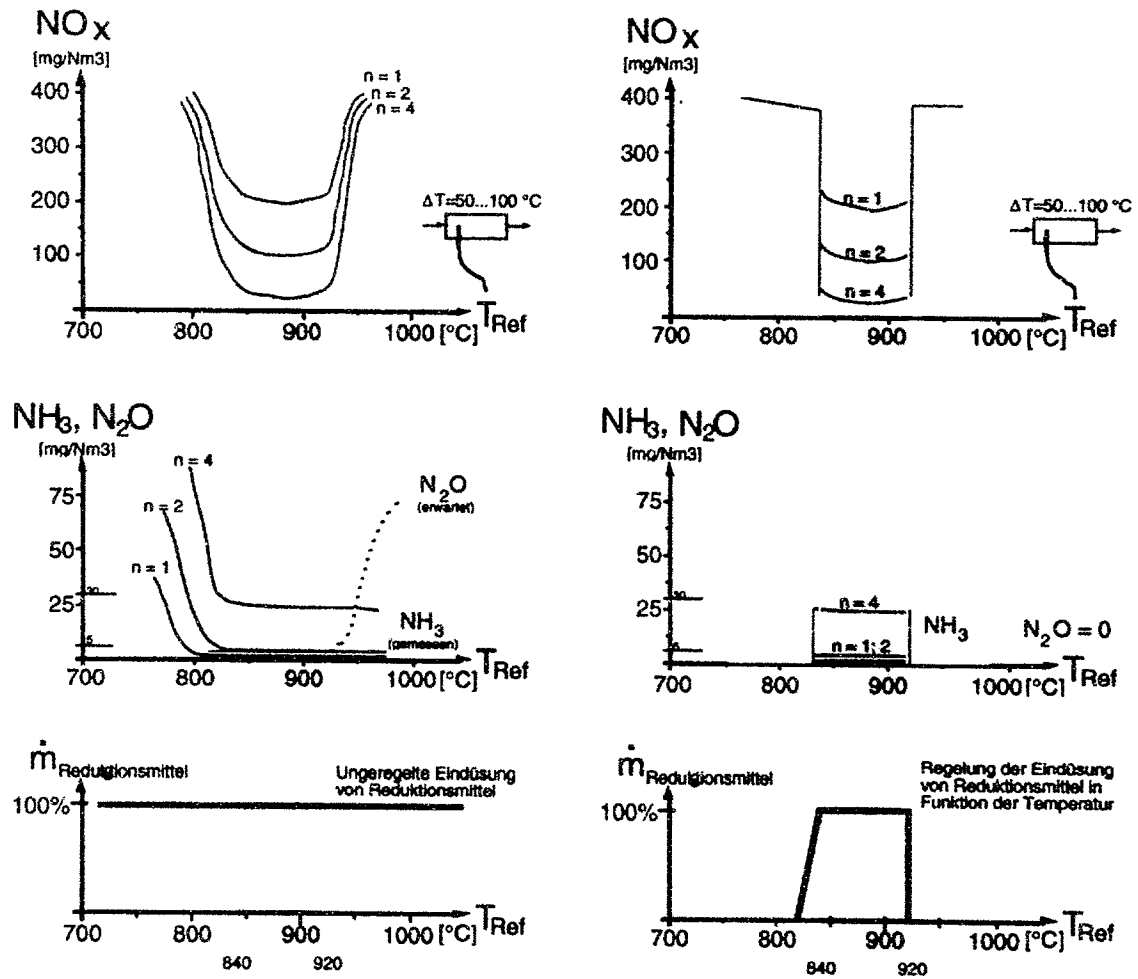 NOx
[mg/Nm3]
400
300
200
100
n = 1
n = 2
n = 4
ΔT=50...100 °C
700 800 900 1000 [°C] TRef
NOx
[mg/Nm3]
400
300
200
100
n = 1
n = 2
n = 4
ΔT=50...100 °C
700 800 900 1000 [°C] TRef
NH3, N2O
[mg/Nm3]
75
50
30
25
5
n = 4
n = 2
n = 1
N2O
(erwartet)
NH3
(gemessen)
700 800 900 1000 [°C] TRef
NH3, N2O
[mg/Nm3]
75
50
30
25
n = 4
NH3
N2O = 0
n = 1; 2
700 800 900 1000 [°C] TRef
ṁReduktionsmittel
Ungeregelte Eindüsung
von Reduktionsmittel
100%
700 800 900 1000 [°C] TRef
840 920
ṁReduktionsmittel
Regelung der Eindüsung
von Reduktionsmittel in
Funktion der Temperatur
100%
700 800 900 1000 [°C] TRef
840 920